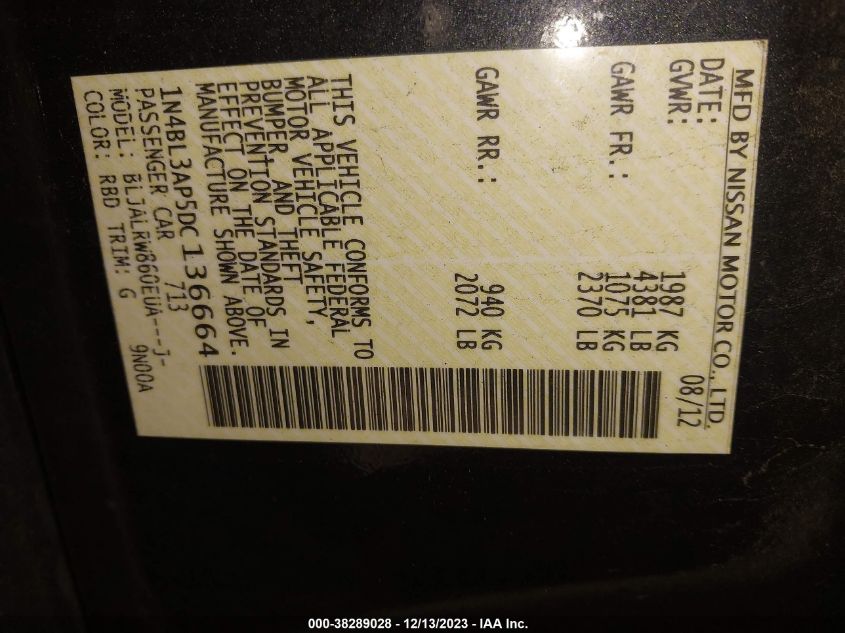 MFD BY NISSAN MOTOR CO., LTD.
DATE: 08/12
GVWR: 1987 KG
4381 LB
GAWR FR.: 1075 KG
2370 LB
GAWR RR.: 940 KG
2072 LB
THIS VEHICLE CONFORMS TO
ALL APPLICABLE FEDERAL
MOTOR VEHICLE SAFETY,
BUMPER AND THEFT
PREVENTION STANDARDS IN
EFFECT ON THE DATE OF
MANUFACTURE SHOWN ABOVE.
1N4BL3AP5DC136664
PASSENGER CAR 713
MODEL: BLJALRW860EUA---J-
9N00A
COLOR: RBD TRIM: G
000-38289028 - 12/13/2023 - IAA Inc.